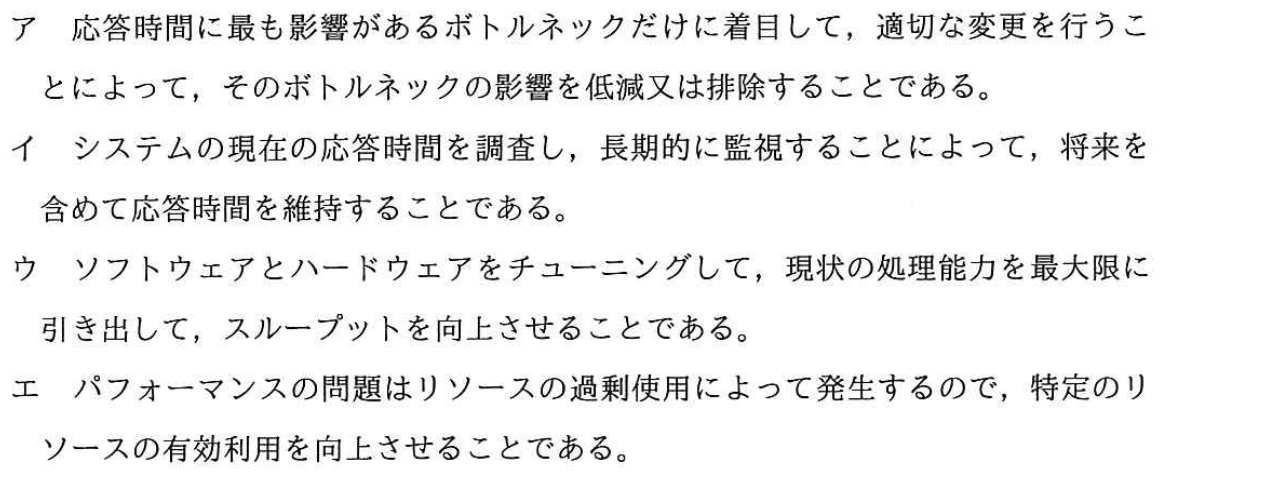 ア 応答時間に最も影響があるボトルネックだけに着目して，適切な変更を行うこ
とによって，そのボトルネックの影響を低減又は排除することである。
イ システムの現在の応答時間を調査し，長期的に監視することによって，将来を
含めて応答時間を維持することである。
ウ ソフトウェアとハードウェアをチューニングして，現状の処理能力を最大限に
引き出して，スループットを向上させることである。
エ パフォーマンスの問題はリソースの過剰使用によって発生するので，特定のリ
ソースの有効利用を向上させることである。